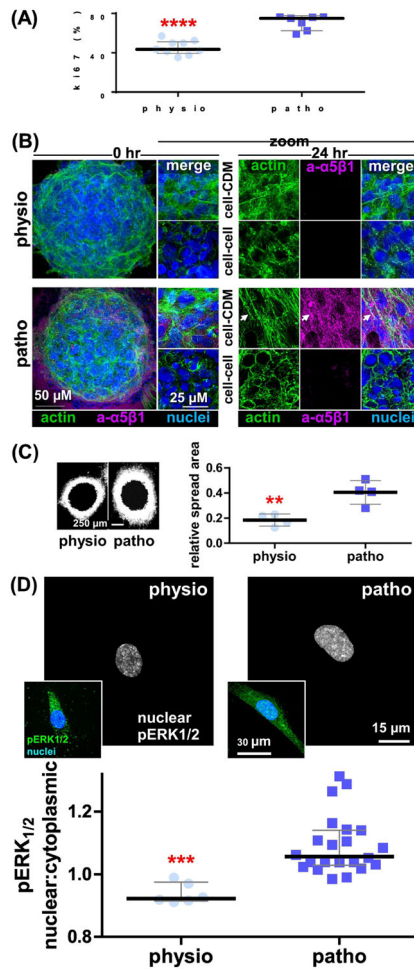 (A)
****
ki67 (%)
80
40
0
physio
patho
(B)
zoom
0 hr
24 hr
merge
actin
a-α5β1
merge
physio
cell-CDM
cell-cell
patho
cell-CDM
cell-cell
50 µM
25 µM
actin
a-α5β1
nuclei
actin
a-α5β1
nuclei
(C)
250 µm
physio
patho
relative spread area
0.6
0.4
0.2
0.0
**
physio
patho
(D)
physio
patho
pERK1/2
nuclei
nuclear
pERK1/2
30 µm
15 µm
pERK1/2
nuclear:cytoplasmic
1.2
1.0
0.8
***
physio
patho